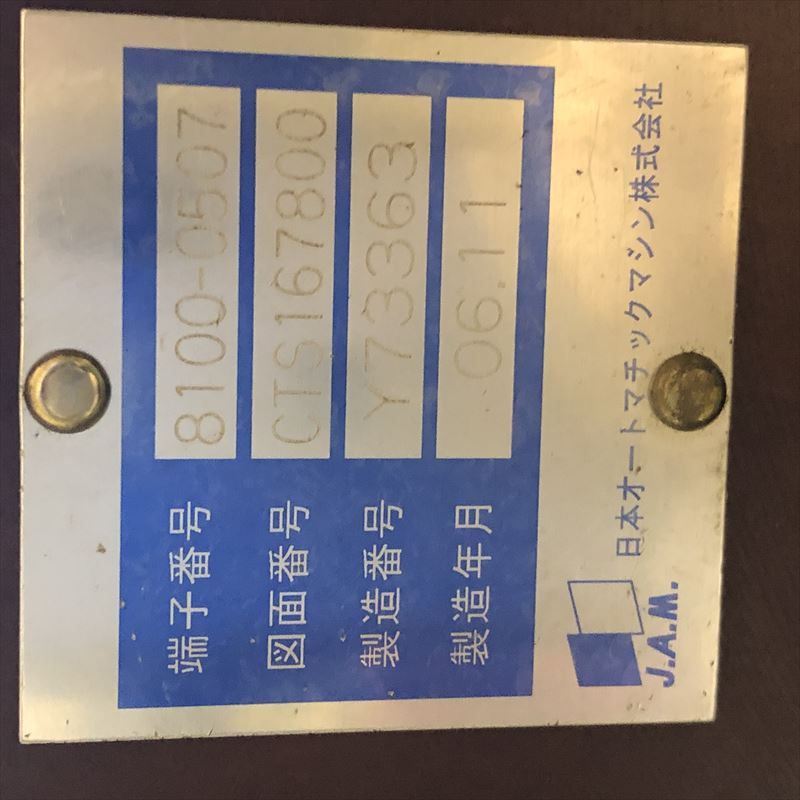 端子番号 8100-0507
図面番号 CTS167800
製造番号 Y73363
製造年月 06.11
J.A.M. 日本オートマチックマシン株式会社